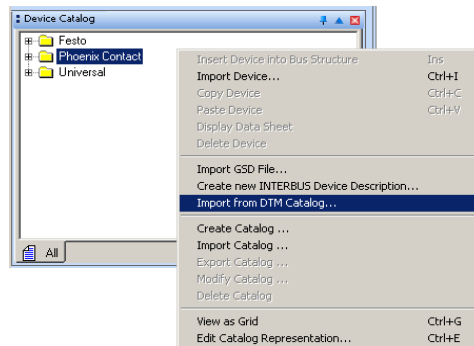 Device Catalog
Festo
Phoenix Contact
Universal
All
Insert Device into Bus Structure Ins
Import Device... Ctrl+I
Copy Device Ctrl+C
Paste Device Ctrl+V
Display Data Sheet
Delete Device
Import GSD File...
Create new INTERBUS Device Description...
Import from DTM Catalog...
Create Catalog ...
Import Catalog ...
Export Catalog ...
Modify Catalog ...
Delete Catalog
View as Grid Ctrl+G
Edit Catalog Representation... Ctrl+E